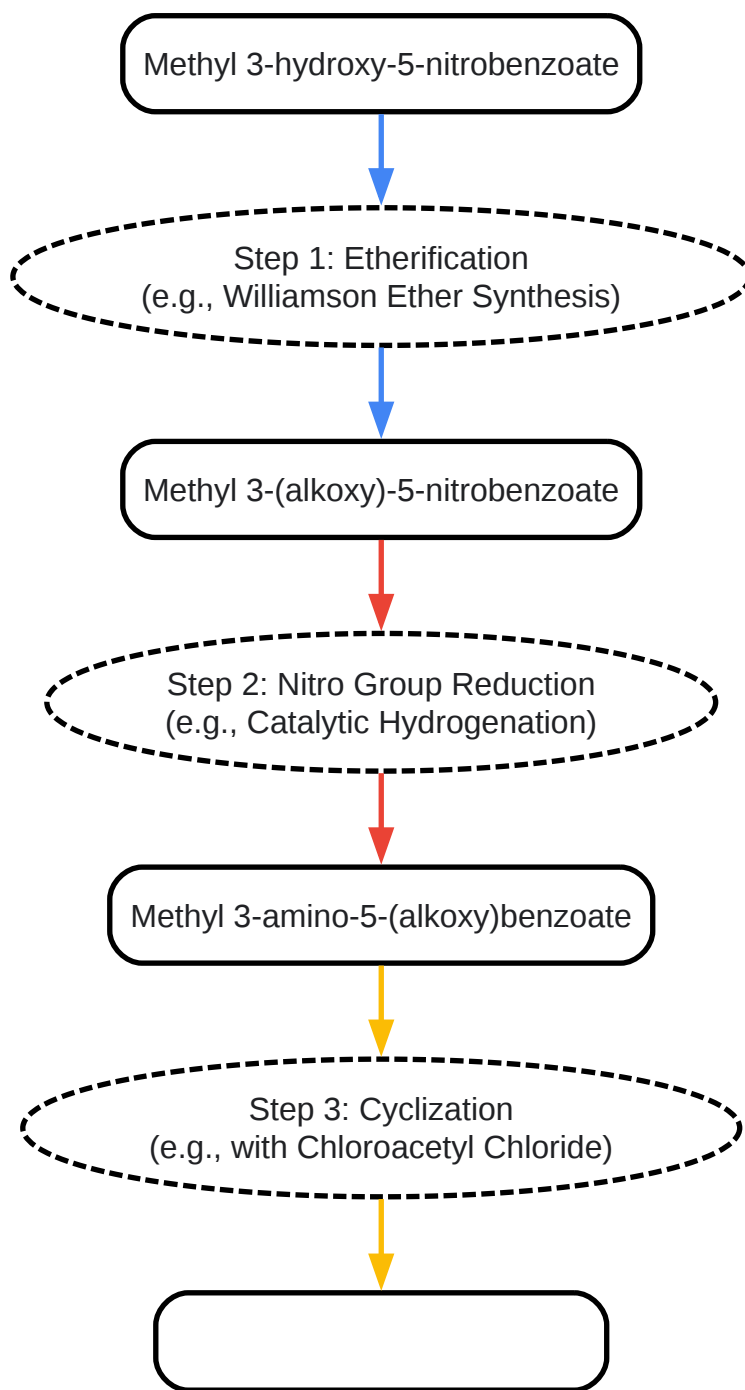 Methyl 3-hydroxy-5-nitrobenzoate
Step 1: Etherification
(e.g., Williamson Ether Synthesis)
Methyl 3-(alkoxy)-5-nitrobenzoate
Step 2: Nitro Group Reduction
(e.g., Catalytic Hydrogenation)
Methyl 3-amino-5-(alkoxy)benzoate
Step 3: Cyclization
(e.g., with Chloroacetyl Chloride)